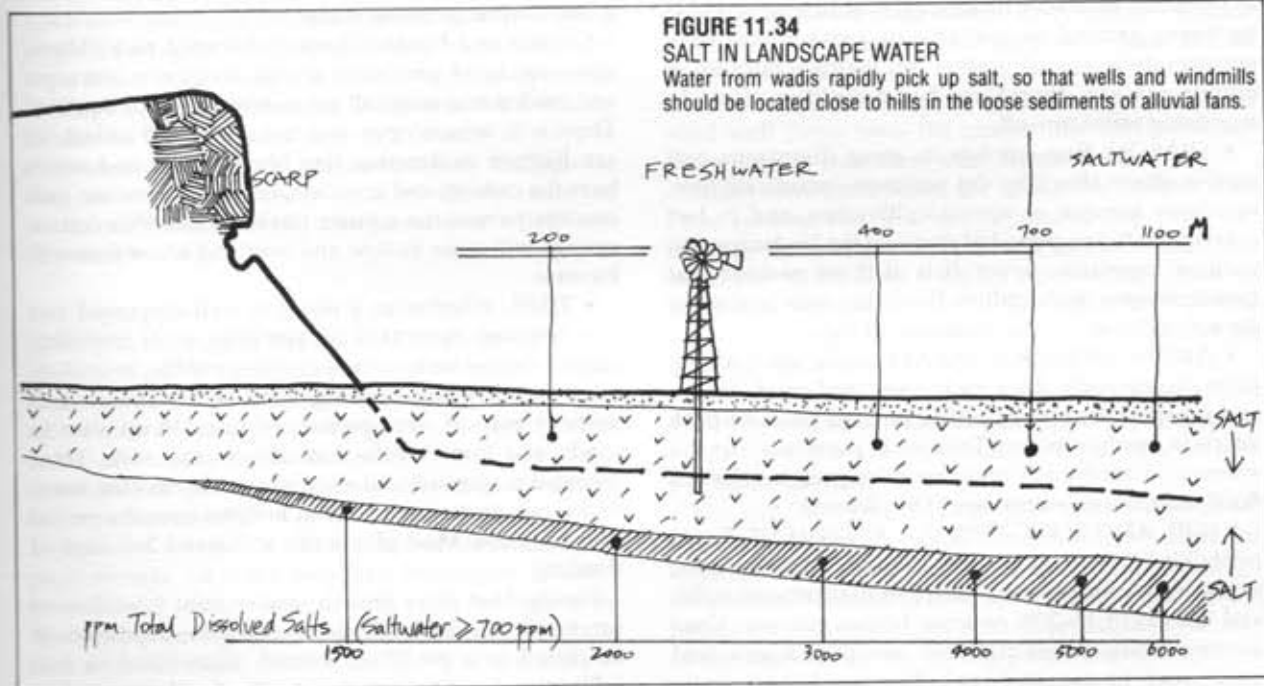 FIGURE 11.34
SALT IN LANDSCAPE WATER
Water from wadis rapidly pick up salt, so that wells and windmills
should be located close to hills in the loose sediments of alluvial fans.
SCARP
FRESHWATER
SALTWATER
200
400
700
1100 M
SALT
SALT
ppm Total Dissolved Salts (Saltwater ≥ 700 ppm)
1500
2000
3000
4000
5000
6000